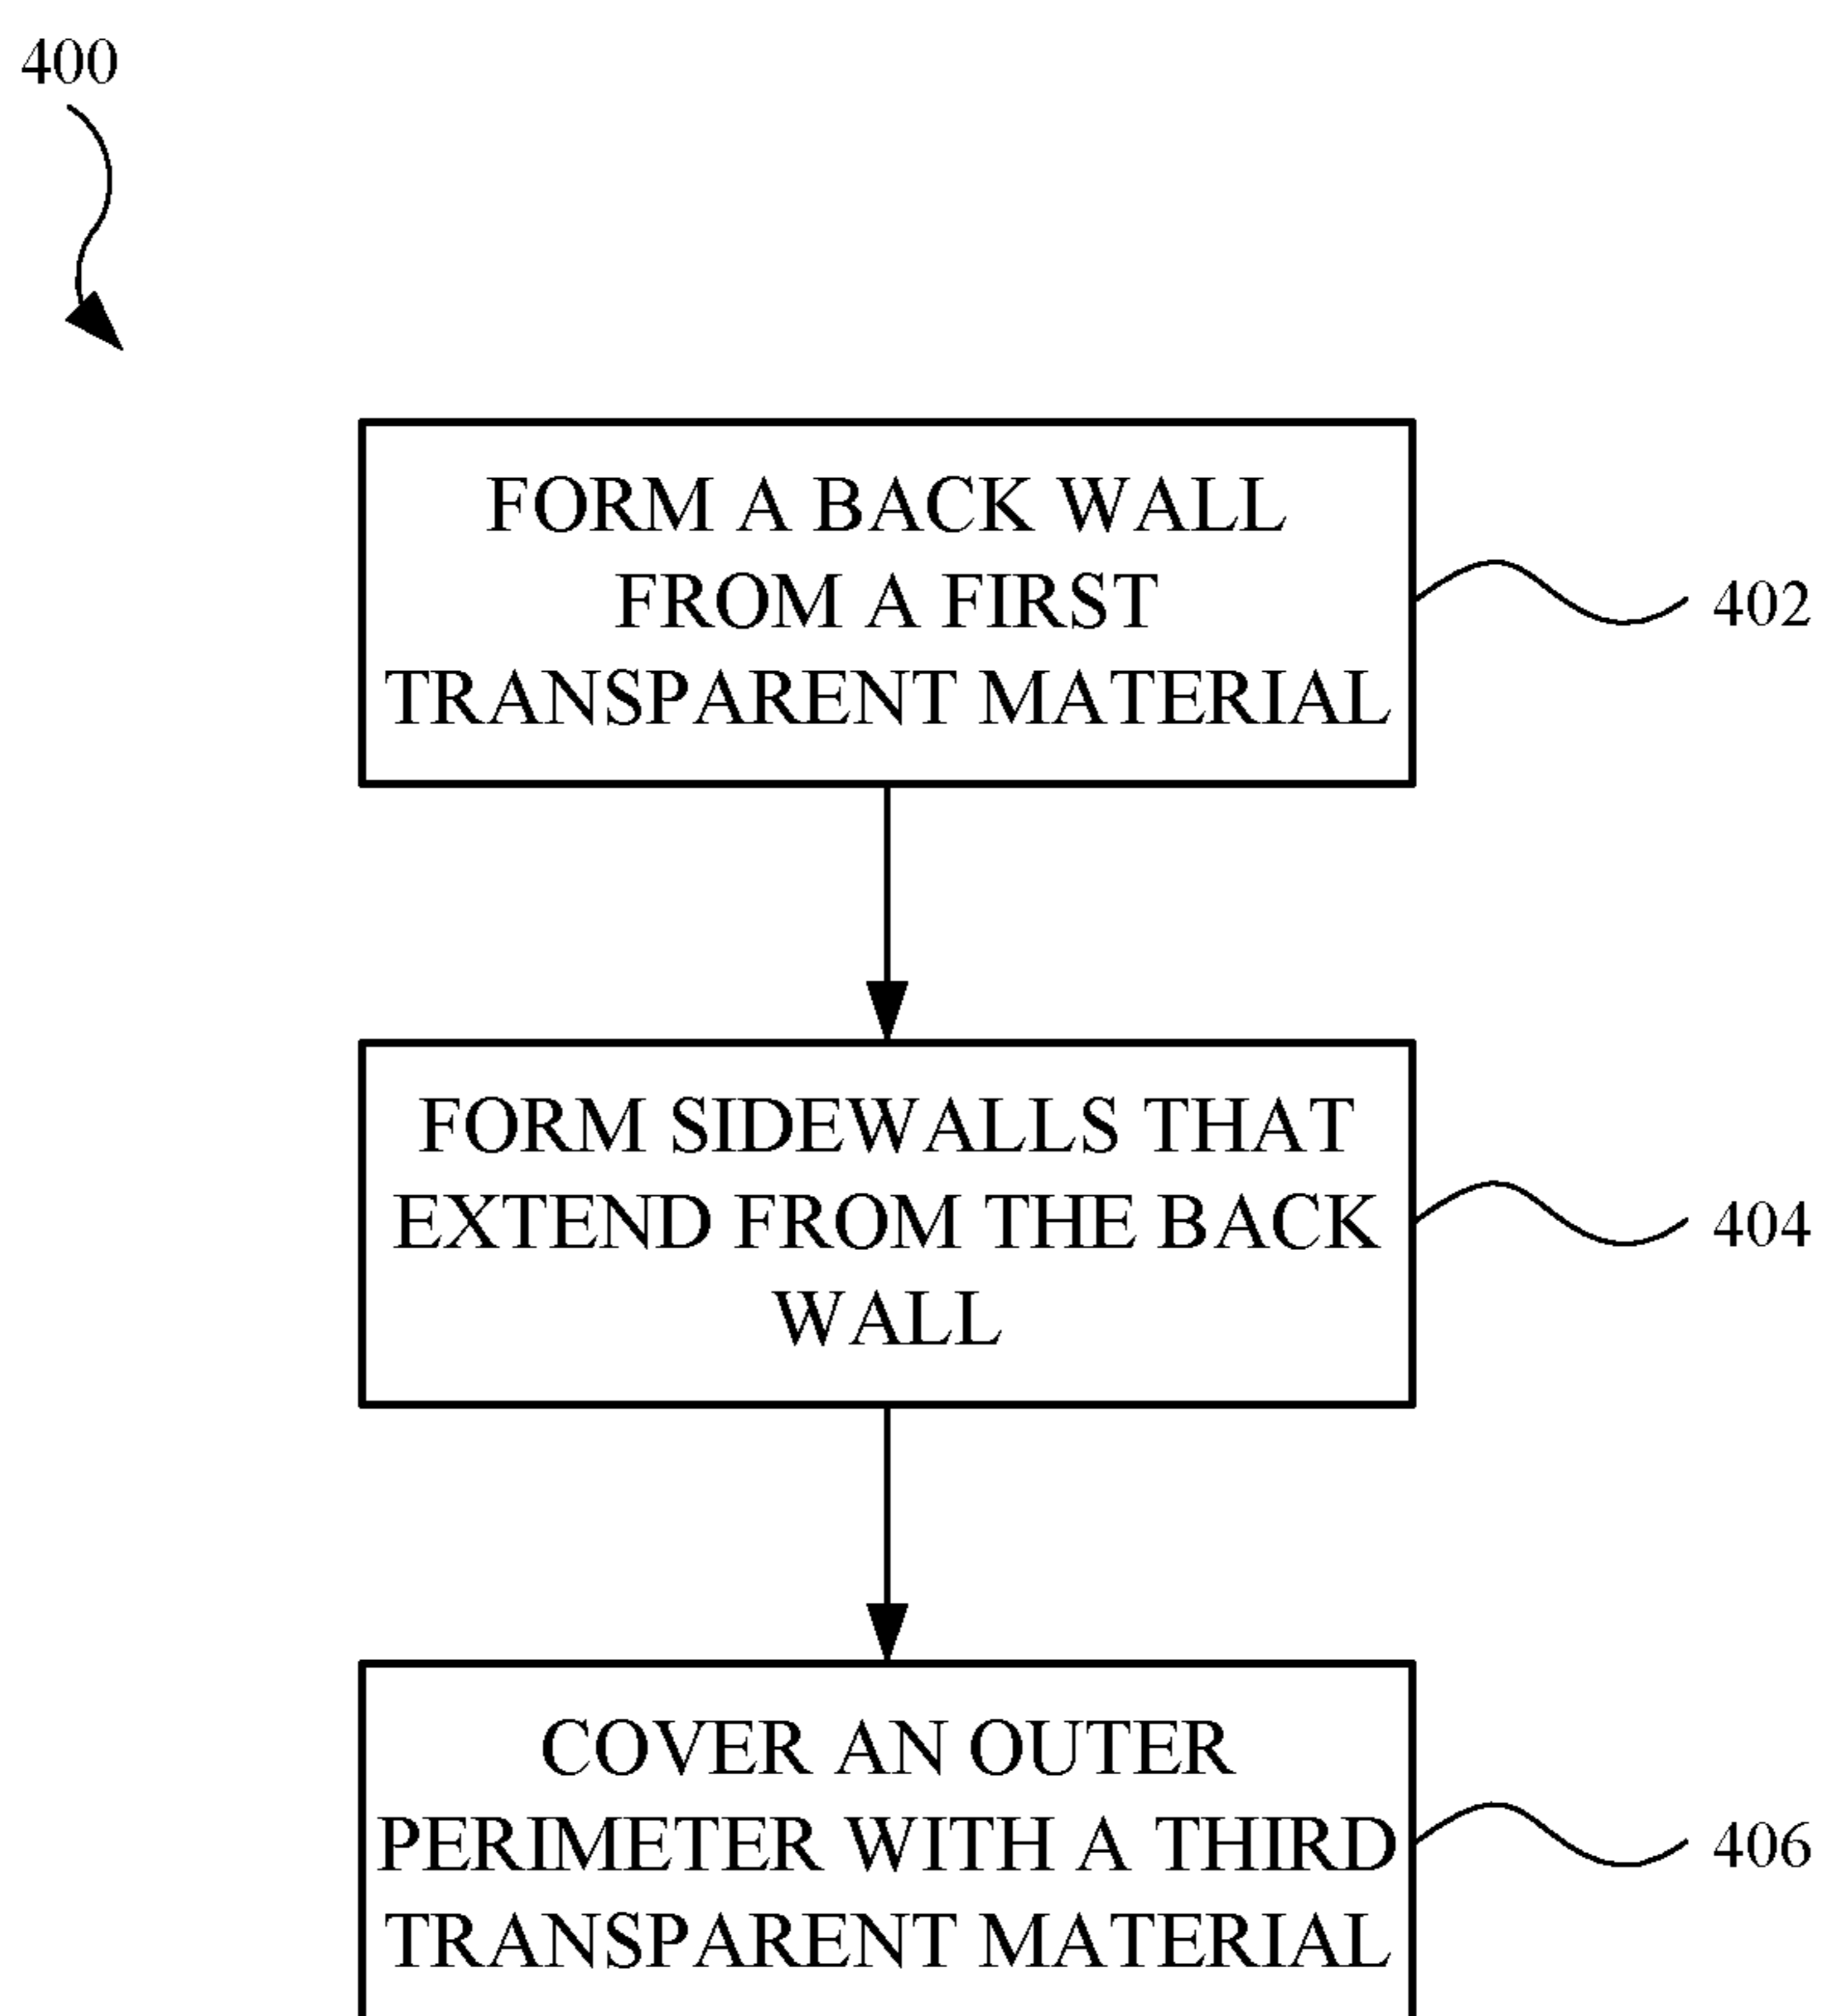 400
FORM A BACK WALL
FROM A FIRST
TRANSPARENT MATERIAL
402
FORM SIDEWALLS THAT
EXTEND FROM THE BACK
WALL
404
COVER AN OUTER
PERIMETER WITH A THIRD
TRANSPARENT MATERIAL
406